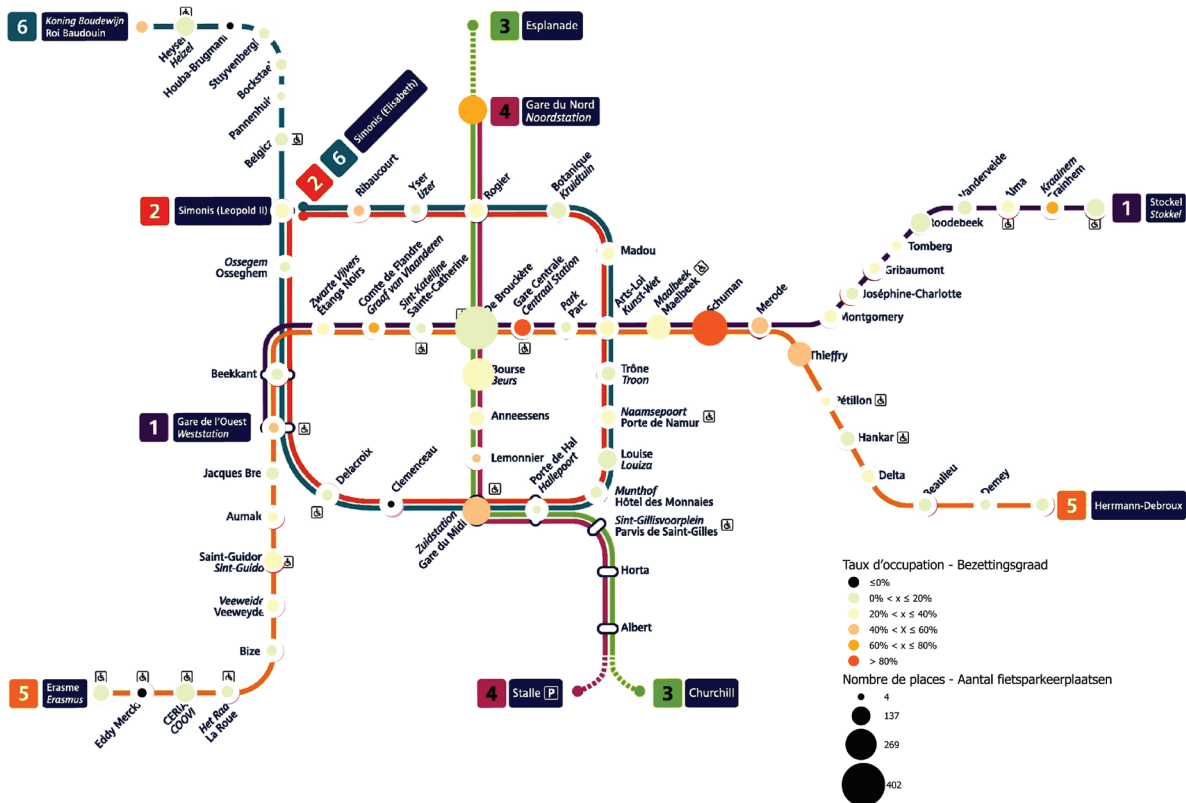 6
Koning Boudewijn
Roi Baudouin
Heysel
Heizel
Houba-Brugmann
Stuyvenbergh
Bockstael
Pannenhuis
Belgica
3
Esplanade
4
Gare du Nord
Noordstation
2
6
Simonis (Elisabeth)
2
Simonis (Leopold II)
Ribaucourt
Yser
IJzer
Rogier
Botanique
Kruidtuin
Madou
Ossegem
Osseghem
Zwarte Vijvers
Étangs Noirs
Comte de Flandre
Graaf van Vlaanderen
Sint-Katelijne
Sainte-Catherine
De Brouckère
Gare Centrale
Centraal Station
Park
Parc
Arts-Loi
Kunst-Wet
Maalbeek
Maelbeek
Schuman
Merode
Montgomery
Joséphine-Charlotte
Gribaumont
Tomberg
Roodebeek
Vandervelde
Alma
Kraainem
Crainhem
1
Stockel
Stokkel
Beekkant
1
Gare de l'Ouest
Weststation
Bourse
Beurs
Anneessens
Lemonnier
Trône
Troon
Naamsepoort
Porte de Namur
Louise
Louiza
Munthof
Hôtel des Monnaies
Porte de Hal
Hallepoort
Zuidstation
Gare du Midi
Clemenceau
Delacroix
Sint-Gillisvoorplein
Parvis de Saint-Gilles
Horta
Albert
4
Stalle P
3
Churchill
Thieffry
Pétillon
Hankar
Delta
Beaulieu
Demey
5
Herrmann-Debroux
Jacques Bre
Aumale
Saint-Guidon
Sint-Guido
Veeweide
Veeweyde
Bize
Het Rad
La Roue
CERIA
COOVI
Eddy Merckx
5
Erasme
Erasmus
Taux d'occupation - Bezettingsgraad
≤0%
0% < x ≤ 20%
20% < x ≤ 40%
40% < X ≤ 60%
60% < x ≤ 80%
> 80%
Nombre de places - Aantal fietsparkeerplaatsen
4
137
269
402